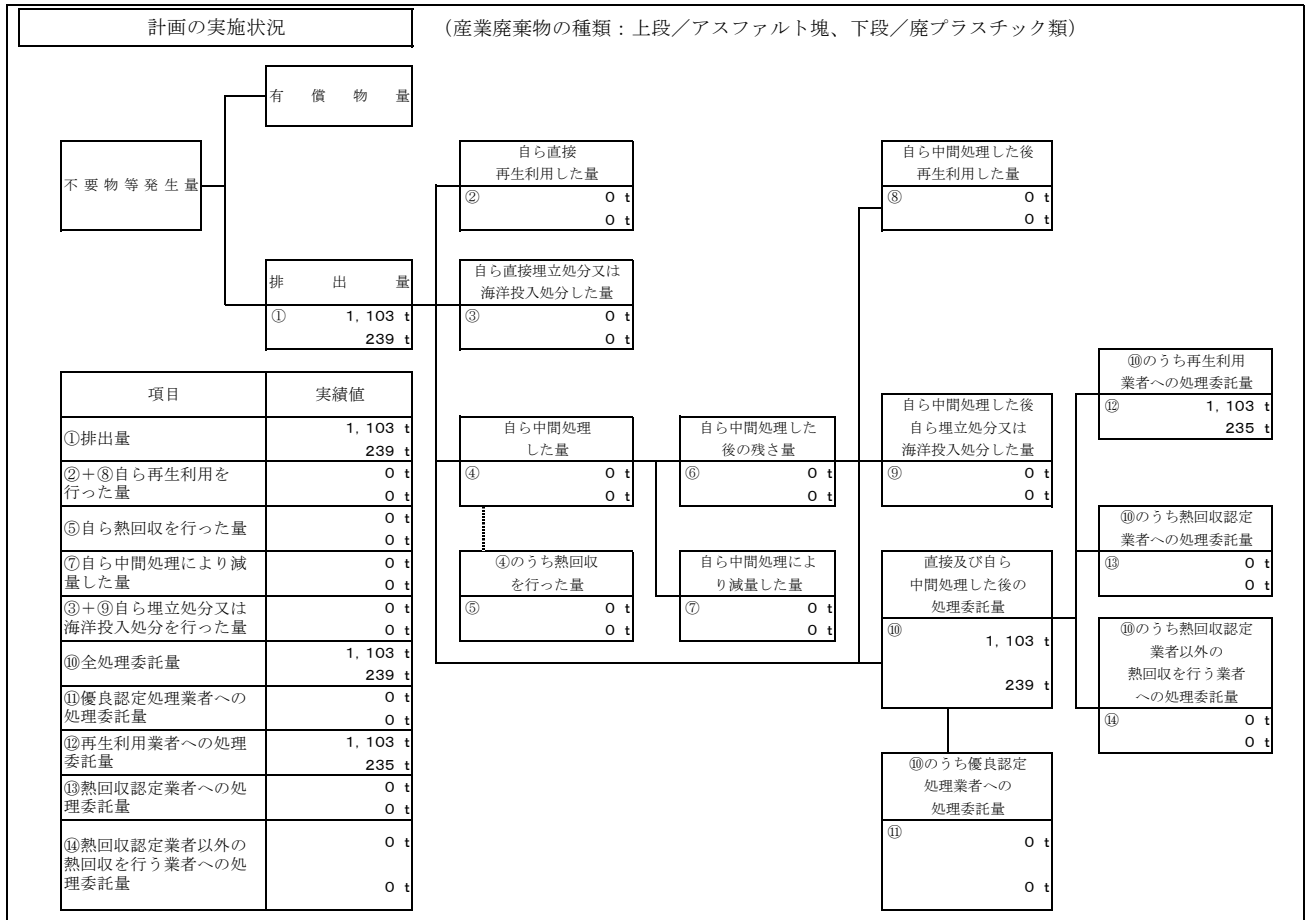 計画の実施状況
(産業廃棄物の種類：上段／アスファルト塊、下段／廃プラスチック類)
有償物量
不要物等発生量
自ら直接
再生利用した量
② 0 t
0 t
自ら中間処理した後
再生利用した量
⑧ 0 t
0 t
排出量
① 1,103 t
239 t
自ら直接埋立処分又は
海洋投入処分した量
③ 0 t
0 t
項目 実績値
①排出量 1,103 t
239 t
②＋⑧自ら再生利用を
行った量
0 t
0 t
⑤自ら熱回収を行った量 0 t
0 t
⑦自ら中間処理により減
量した量
0 t
0 t
③＋⑨自ら埋立処分又は
海洋投入処分を行った量
0 t
0 t
⑩全処理委託量 1,103 t
239 t
⑪優良認定処理業者への
処理委託量
0 t
0 t
⑫再生利用業者への処理
委託量
1,103 t
235 t
⑬熱回収認定業者への処
理委託量
0 t
0 t
⑭熱回収認定業者以外の
熱回収を行う業者への処
理委託量
0 t
0 t
自ら中間処理
した量
④ 0 t
0 t
④のうち熱回収
を行った量
⑤ 0 t
0 t
自ら中間処理した
後の残さ量
⑥ 0 t
0 t
自ら中間処理によ
り減量した量
⑦ 0 t
0 t
自ら中間処理した後
自ら埋立処分又は
海洋投入処分した量
⑨ 0 t
0 t
直接及び自ら
中間処理した後の
処理委託量
⑩ 1,103 t
239 t
⑩のうち優良認定
処理業者への
処理委託量
⑪ 0 t
0 t
⑩のうち再生利用
業者への処理委託量
⑫ 1,103 t
235 t
⑩のうち熱回収認定
業者への処理委託量
⑬ 0 t
0 t
⑩のうち熱回収認定
業者以外の
熱回収を行う業者
への処理委託量
⑭ 0 t
0 t